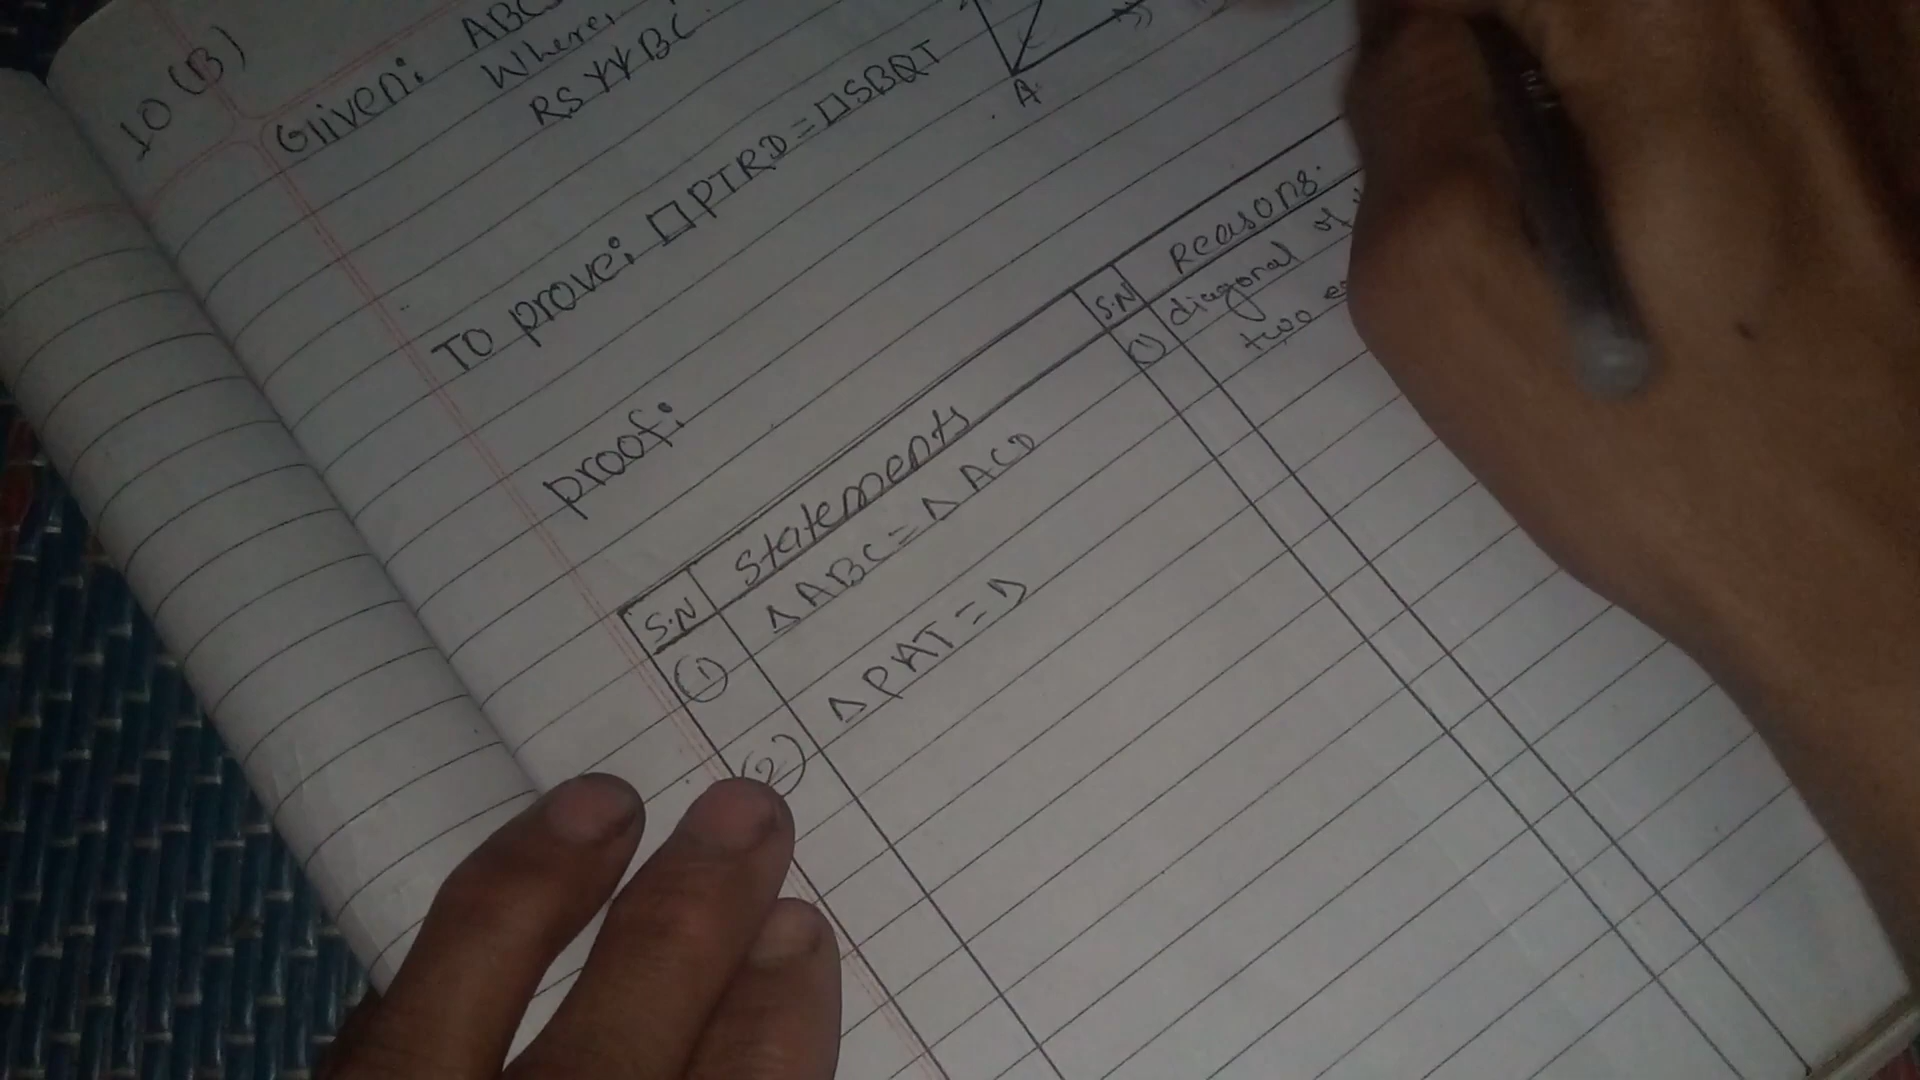 10 (B)
Given: ABC
Where,
RS || BC.
A
To prove: □PTRD = □SBQT
proof:
S.N Statements S.N Reasons.
① ΔABC = ΔACD ① diagonal of
two
② ΔPAT = Δ